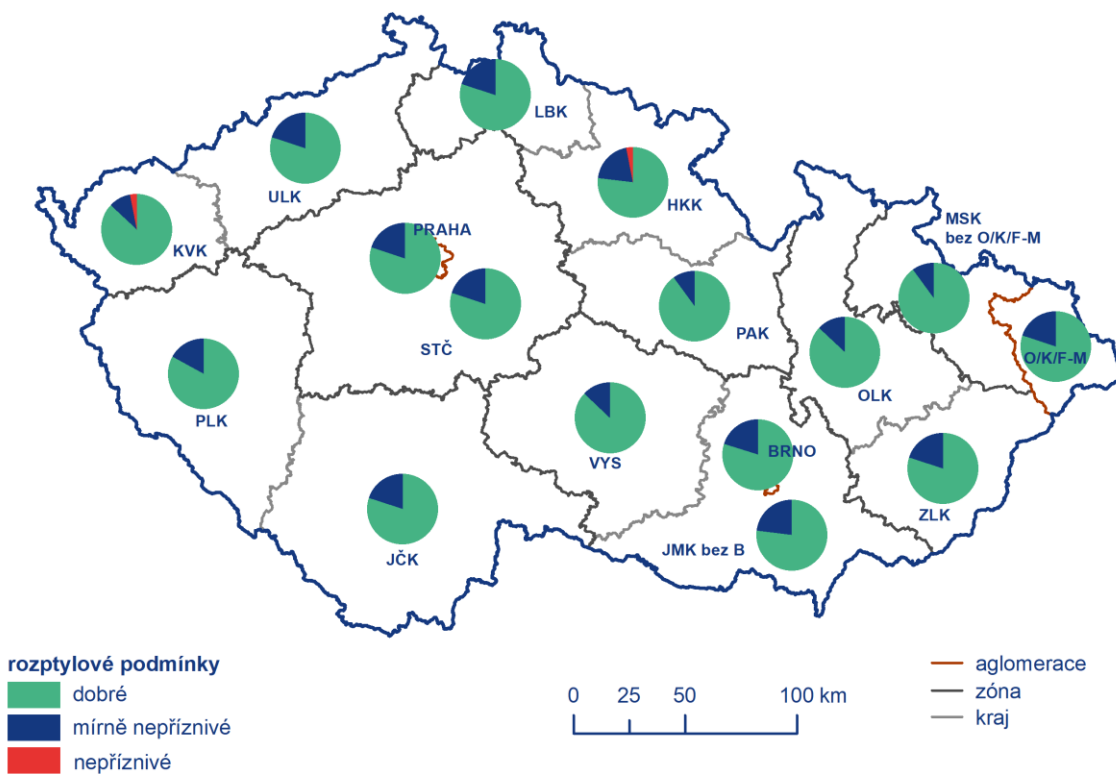 LBK
ULK
HKK
MSK
bez O/K/F-M
KVK
PRAHA
STČ
PAK
O/K/F-M
PLK
OLK
VYS
BRNO
ZLK
JČK
JMK bez B
rozptylové podmínky
dobré
mírně nepříznivé
nepříznivé
0 25 50 100 km
aglomerace
zóna
kraj